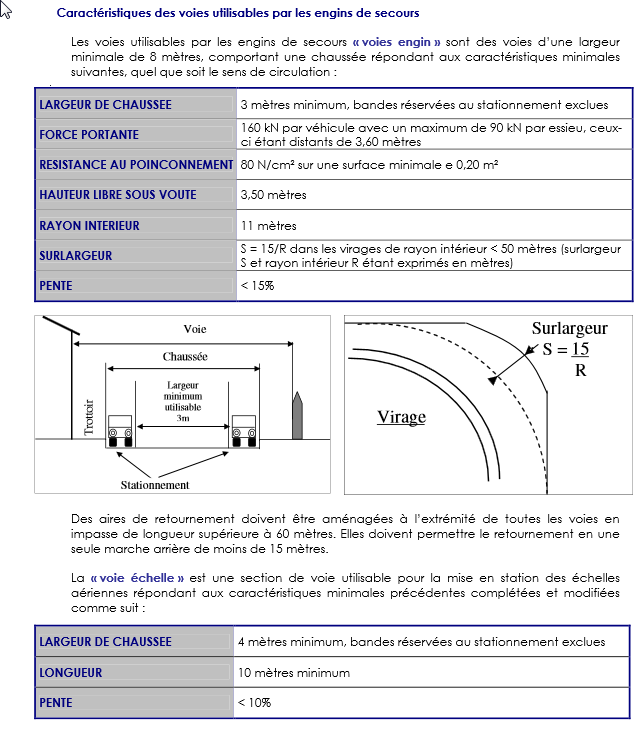 Caractéristiques des voies utilisables par les engins de secours
Les voies utilisables par les engins de secours « voies engin » sont des voies d'une largeur
minimale de 8 mètres, comportant une chaussée répondant aux caractéristiques minimales
suivantes, quel que soit le sens de circulation :
LARGEUR DE CHAUSSEE 3 mètres minimum, bandes réservées au stationnement exclues
FORCE PORTANTE 160 kN par véhicule avec un maximum de 90 kN par essieu, ceux-
ci étant distants de 3,60 mètres
RESISTANCE AU POINCONNEMENT 80 N/cm² sur une surface minimale e 0,20 m²
HAUTEUR LIBRE SOUS VOUTE 3,50 mètres
RAYON INTERIEUR 11 mètres
SURLARGEUR S = 15/R dans les virages de rayon intérieur < 50 mètres (surlargeur
S et rayon intérieur R étant exprimés en mètres)
PENTE < 15%
Voie
Chaussée
Largeur
minimum
utilisable
3m
Trottoir
Stationnement
Surlargeur
S = 15
R
Virage
Des aires de retournement doivent être aménagées à l'extrémité de toutes les voies en
impasse de longueur supérieure à 60 mètres. Elles doivent permettre le retournement en une
seule marche arrière de moins de 15 mètres.
La « voie échelle » est une section de voie utilisable pour la mise en station des échelles
aériennes répondant aux caractéristiques minimales précédentes complétées et modifiées
comme suit :
LARGEUR DE CHAUSSEE 4 mètres minimum, bandes réservées au stationnement exclues
LONGUEUR 10 mètres minimum
PENTE < 10%